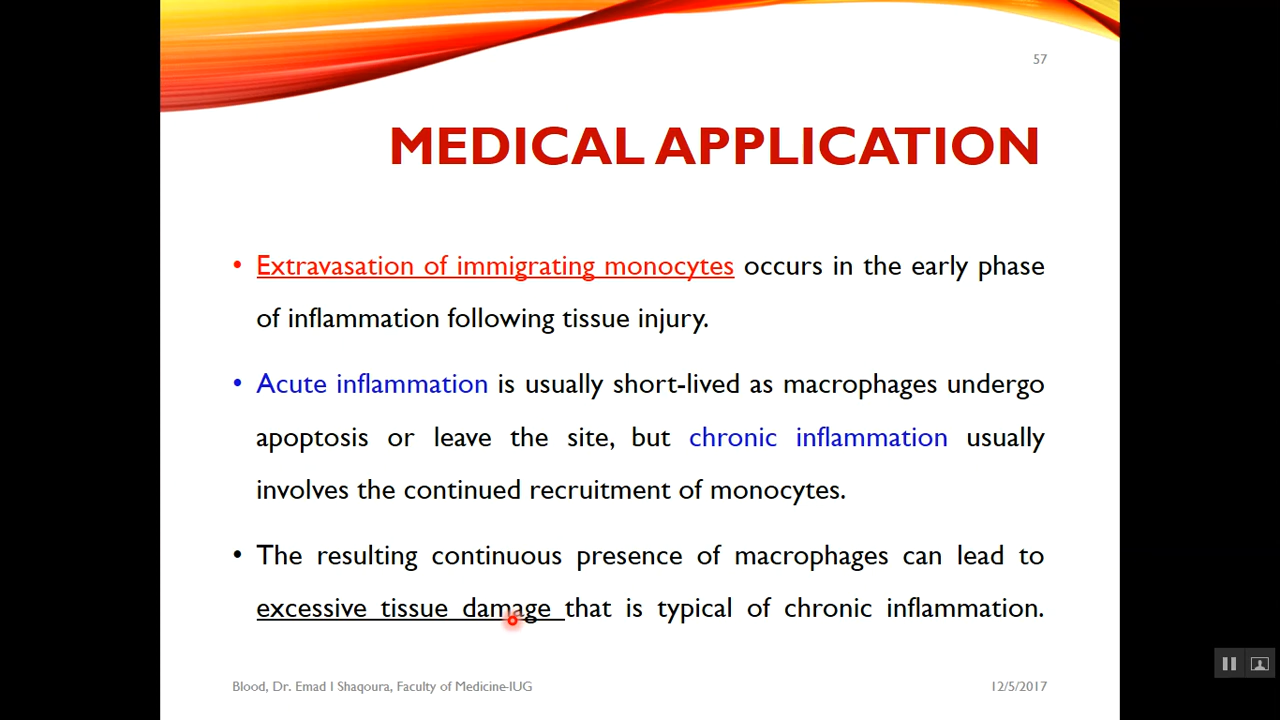 57
MEDICAL APPLICATION
• Extravasation of immigrating monocytes occurs in the early phase
of inflammation following tissue injury.
• Acute inflammation is usually short-lived as macrophages undergo
apoptosis or leave the site, but chronic inflammation usually
involves the continued recruitment of monocytes.
• The resulting continuous presence of macrophages can lead to
excessive tissue damage that is typical of chronic inflammation.
Blood, Dr. Emad I Shaqoura, Faculty of Medicine-IUG
12/5/2017